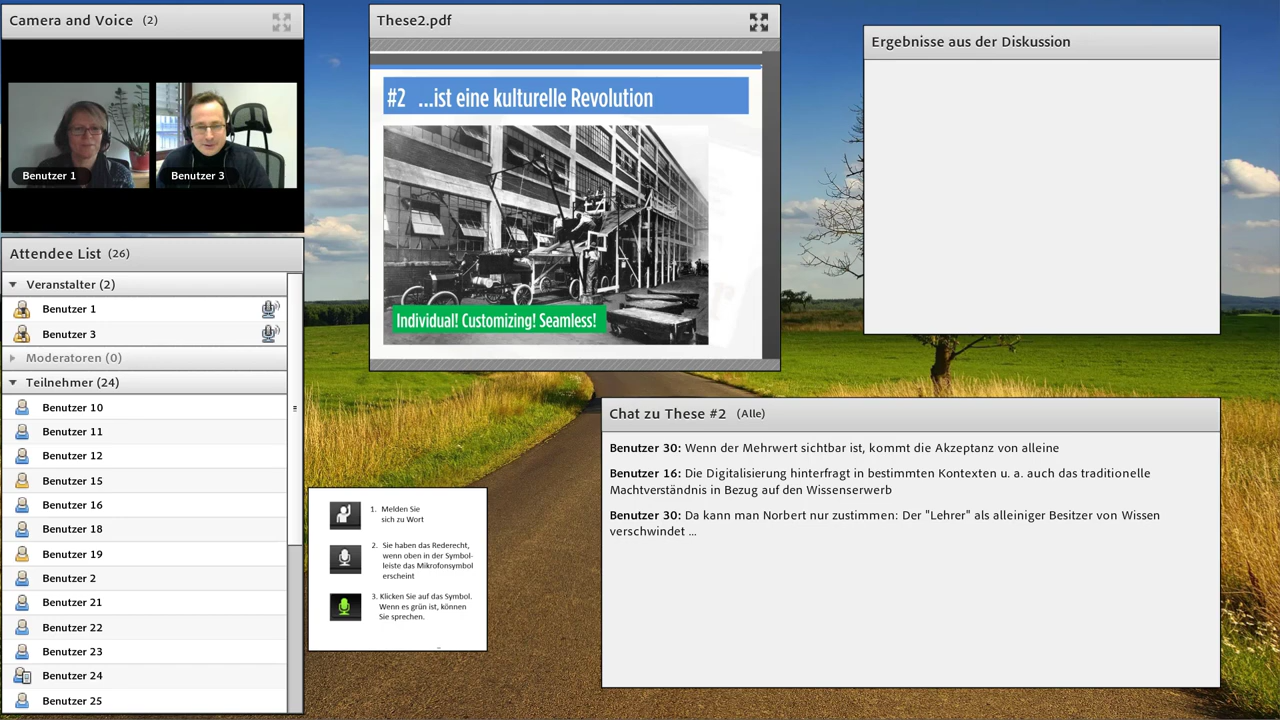 Camera and Voice (2)
Benutzer 1
Benutzer 3
Attendee List (26)
Veranstalter (2)
Benutzer 1
Benutzer 3
Moderatoren (0)
Teilnehmer (24)
Benutzer 10
Benutzer 11
Benutzer 12
Benutzer 15
Benutzer 16
Benutzer 18
Benutzer 19
Benutzer 2
Benutzer 21
Benutzer 22
Benutzer 23
Benutzer 24
Benutzer 25
These2.pdf
#2 ...ist eine kulturelle Revolution
Individual! Customizing! Seamless!
1. Melden Sie
sich zu Wort
2. Sie haben das Rederecht,
wenn oben in der Symbol-
leiste das Mikrofonsymbol
erscheint
3. Klicken Sie auf das Symbol.
Wenn es grün ist, können
Sie sprechen.
Ergebnisse aus der Diskussion
Chat zu These #2 (Alle)
Benutzer 30: Wenn der Mehrwert sichtbar ist, kommt die Akzeptanz von alleine
Benutzer 16: Die Digitalisierung hinterfragt in bestimmten Kontexten u. a. auch das traditionelle
Machtverständnis in Bezug auf den Wissenserwerb
Benutzer 30: Da kann man Norbert nur zustimmen: Der "Lehrer" als alleiniger Besitzer von Wissen
verschwindet ...